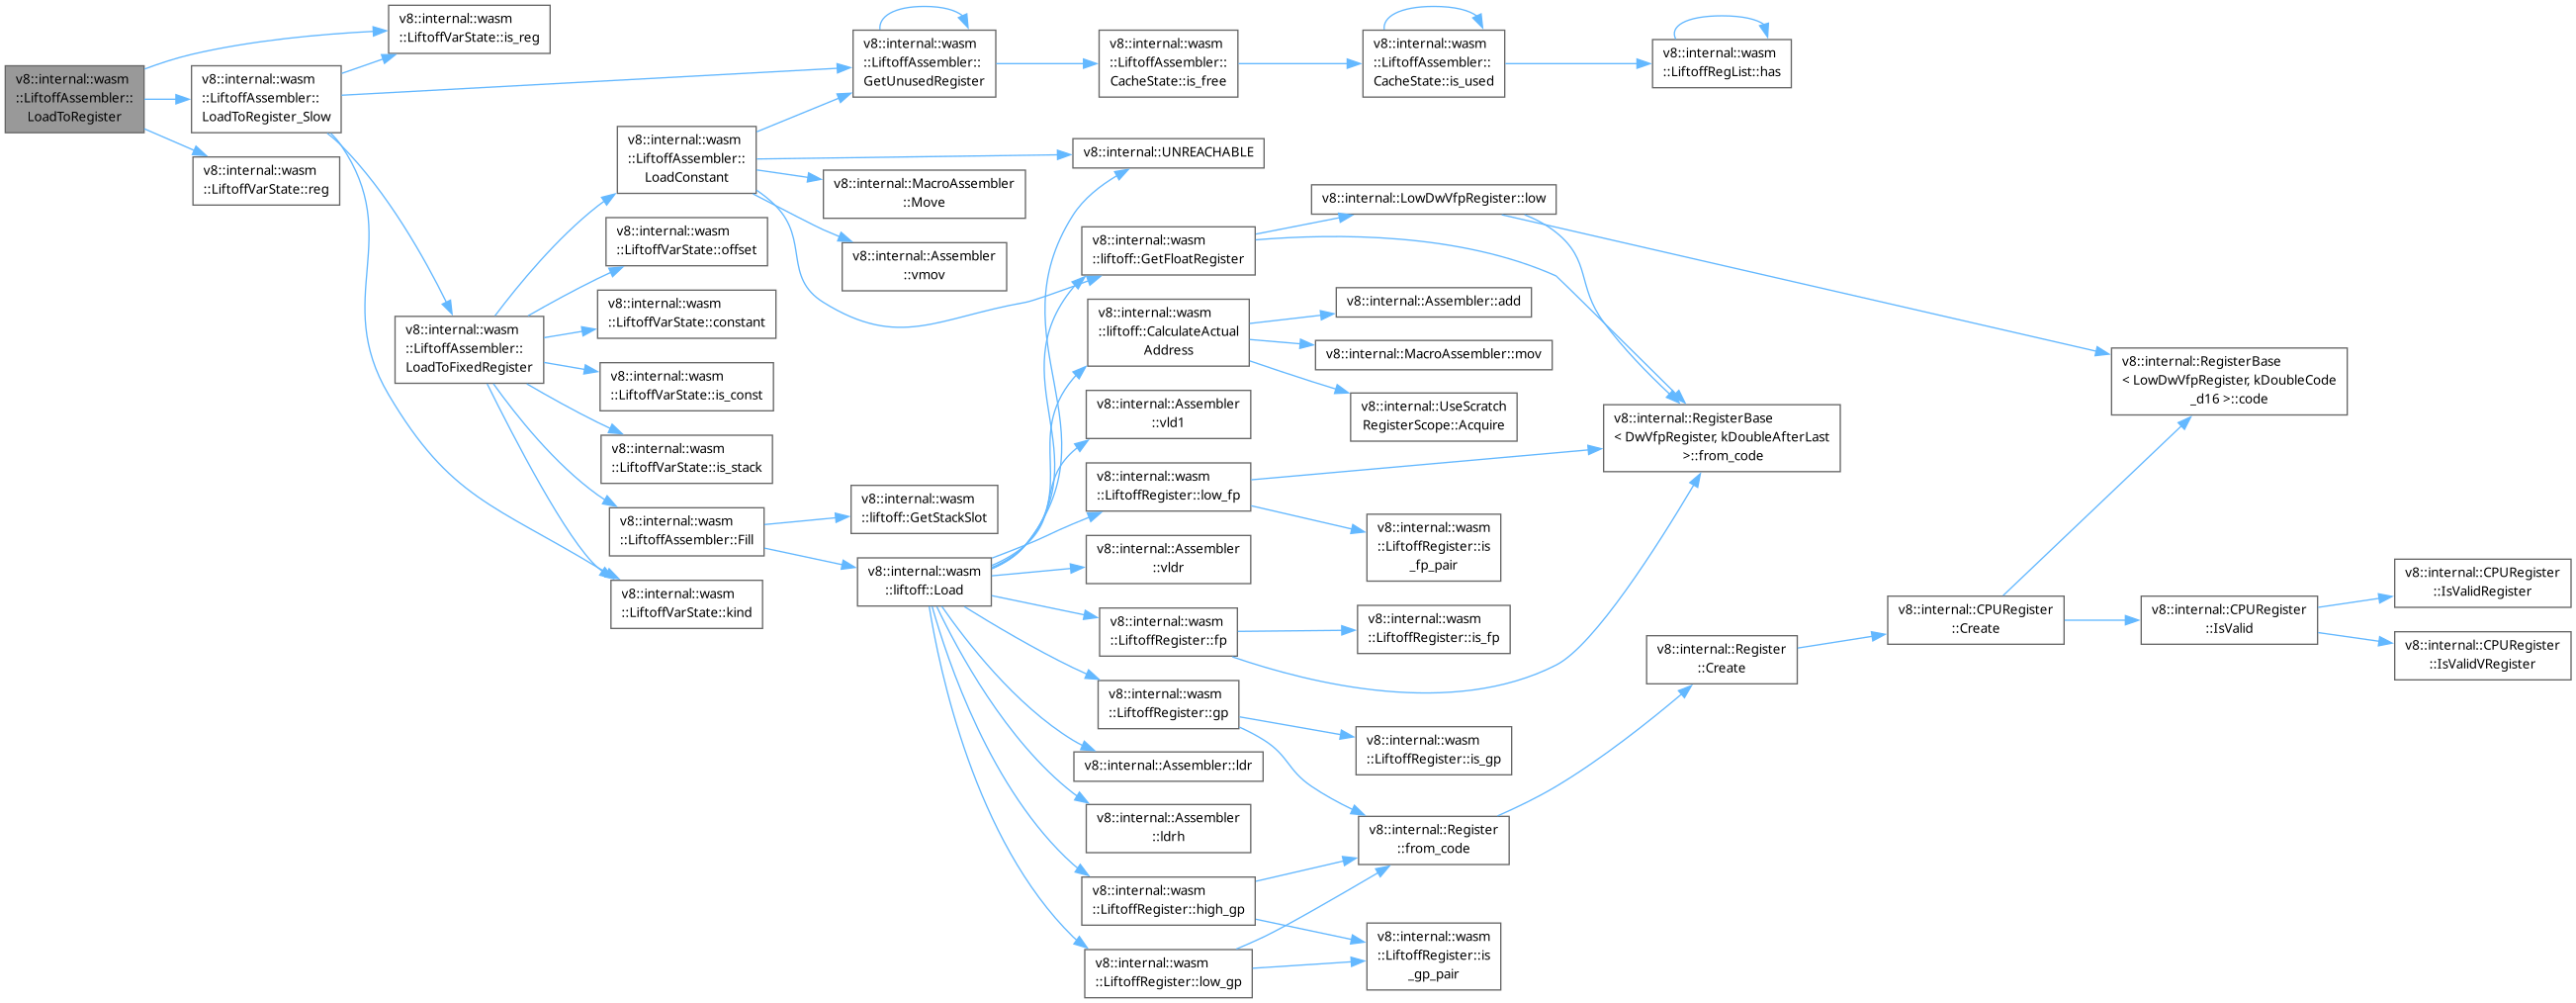 v8::internal::wasm
::LiftoffAssembler::
LoadToRegister
v8::internal::wasm
::LiftoffVarState::is_reg
v8::internal::wasm
::LiftoffAssembler::
LoadToRegister_Slow
v8::internal::wasm
::LiftoffVarState::reg
v8::internal::wasm
::LiftoffAssembler::
LoadToFixedRegister
v8::internal::wasm
::LiftoffAssembler::
LoadConstant
v8::internal::wasm
::LiftoffVarState::offset
v8::internal::wasm
::LiftoffVarState::constant
v8::internal::wasm
::LiftoffVarState::is_const
v8::internal::wasm
::LiftoffVarState::is_stack
v8::internal::wasm
::LiftoffAssembler::Fill
v8::internal::wasm
::LiftoffVarState::kind
v8::internal::wasm
::LiftoffAssembler::
GetUnusedRegister
v8::internal::MacroAssembler
::Move
v8::internal::Assembler
::vmov
v8::internal::wasm
::liftoff::GetStackSlot
v8::internal::wasm
::liftoff::Load
v8::internal::wasm
::LiftoffAssembler::
CacheState::is_free
v8::internal::UNREACHABLE
v8::internal::wasm
::liftoff::GetFloatRegister
v8::internal::wasm
::liftoff::CalculateActual
Address
v8::internal::Assembler
::vld1
v8::internal::wasm
::LiftoffRegister::low_fp
v8::internal::Assembler
::vldr
v8::internal::wasm
::LiftoffRegister::fp
v8::internal::wasm
::LiftoffRegister::gp
v8::internal::Assembler::ldr
v8::internal::Assembler
::ldrh
v8::internal::wasm
::LiftoffRegister::high_gp
v8::internal::wasm
::LiftoffRegister::low_gp
v8::internal::wasm
::LiftoffAssembler::
CacheState::is_used
v8::internal::LowDwVfpRegister::low
v8::internal::Assembler::add
v8::internal::MacroAssembler::mov
v8::internal::UseScratch
RegisterScope::Acquire
v8::internal::wasm
::LiftoffRegister::is
_fp_pair
v8::internal::wasm
::LiftoffRegister::is_fp
v8::internal::wasm
::LiftoffRegister::is_gp
v8::internal::Register
::from_code
v8::internal::wasm
::LiftoffRegister::is
_gp_pair
v8::internal::wasm
::LiftoffRegList::has
v8::internal::RegisterBase
< DwVfpRegister, kDoubleAfterLast
>::from_code
v8::internal::Register
::Create
v8::internal::CPURegister
::Create
v8::internal::RegisterBase
< LowDwVfpRegister, kDoubleCode
_d16 >::code
v8::internal::CPURegister
::IsValid
v8::internal::CPURegister
::IsValidRegister
v8::internal::CPURegister
::IsValidVRegister